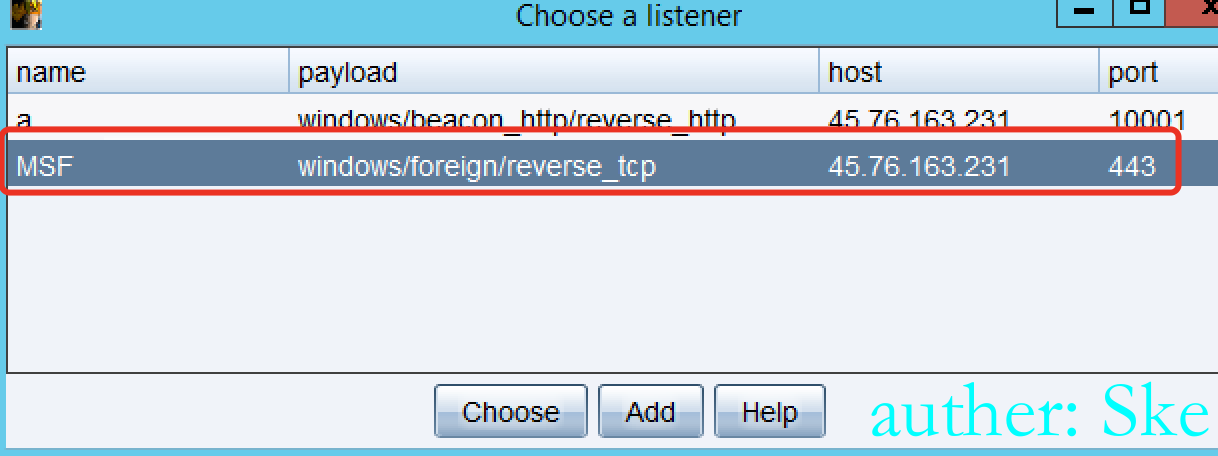 Choose a listener
name payload host port
a windows/beacon_http/reverse_http 45.76.163.231 10001
MSF windows/foreign/reverse_tcp 45.76.163.231 443
Choose Add Help
auther: Ske